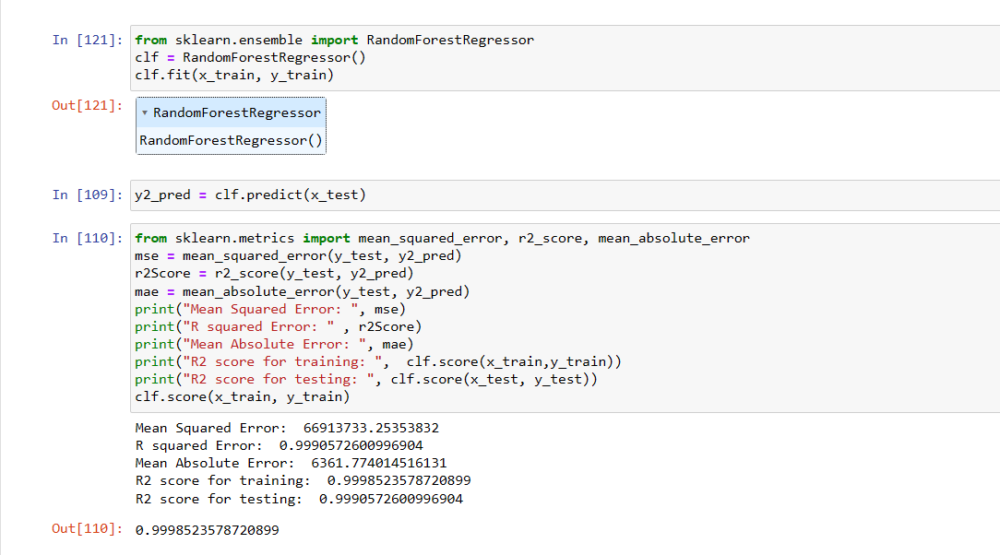 In [121]: from sklearn.ensemble import RandomForestRegressor
clf = RandomForestRegressor()
clf.fit(x_train, y_train)
Out[121]: ▾ RandomForestRegressor
RandomForestRegressor()
In [109]: y2_pred = clf.predict(x_test)
In [110]: from sklearn.metrics import mean_squared_error, r2_score, mean_absolute_error
mse = mean_squared_error(y_test, y2_pred)
r2Score = r2_score(y_test, y2_pred)
mae = mean_absolute_error(y_test, y2_pred)
print("Mean Squared Error: ", mse)
print("R squared Error: " , r2Score)
print("Mean Absolute Error: ", mae)
print("R2 score for training: ",  clf.score(x_train,y_train))
print("R2 score for testing: ", clf.score(x_test, y_test))
clf.score(x_train, y_train)
Mean Squared Error:  66913733.25353832
R squared Error:  0.9990572600996904
Mean Absolute Error:  6361.774014516131
R2 score for training:  0.9998523578720899
R2 score for testing:  0.9990572600996904
Out[110]: 0.9998523578720899